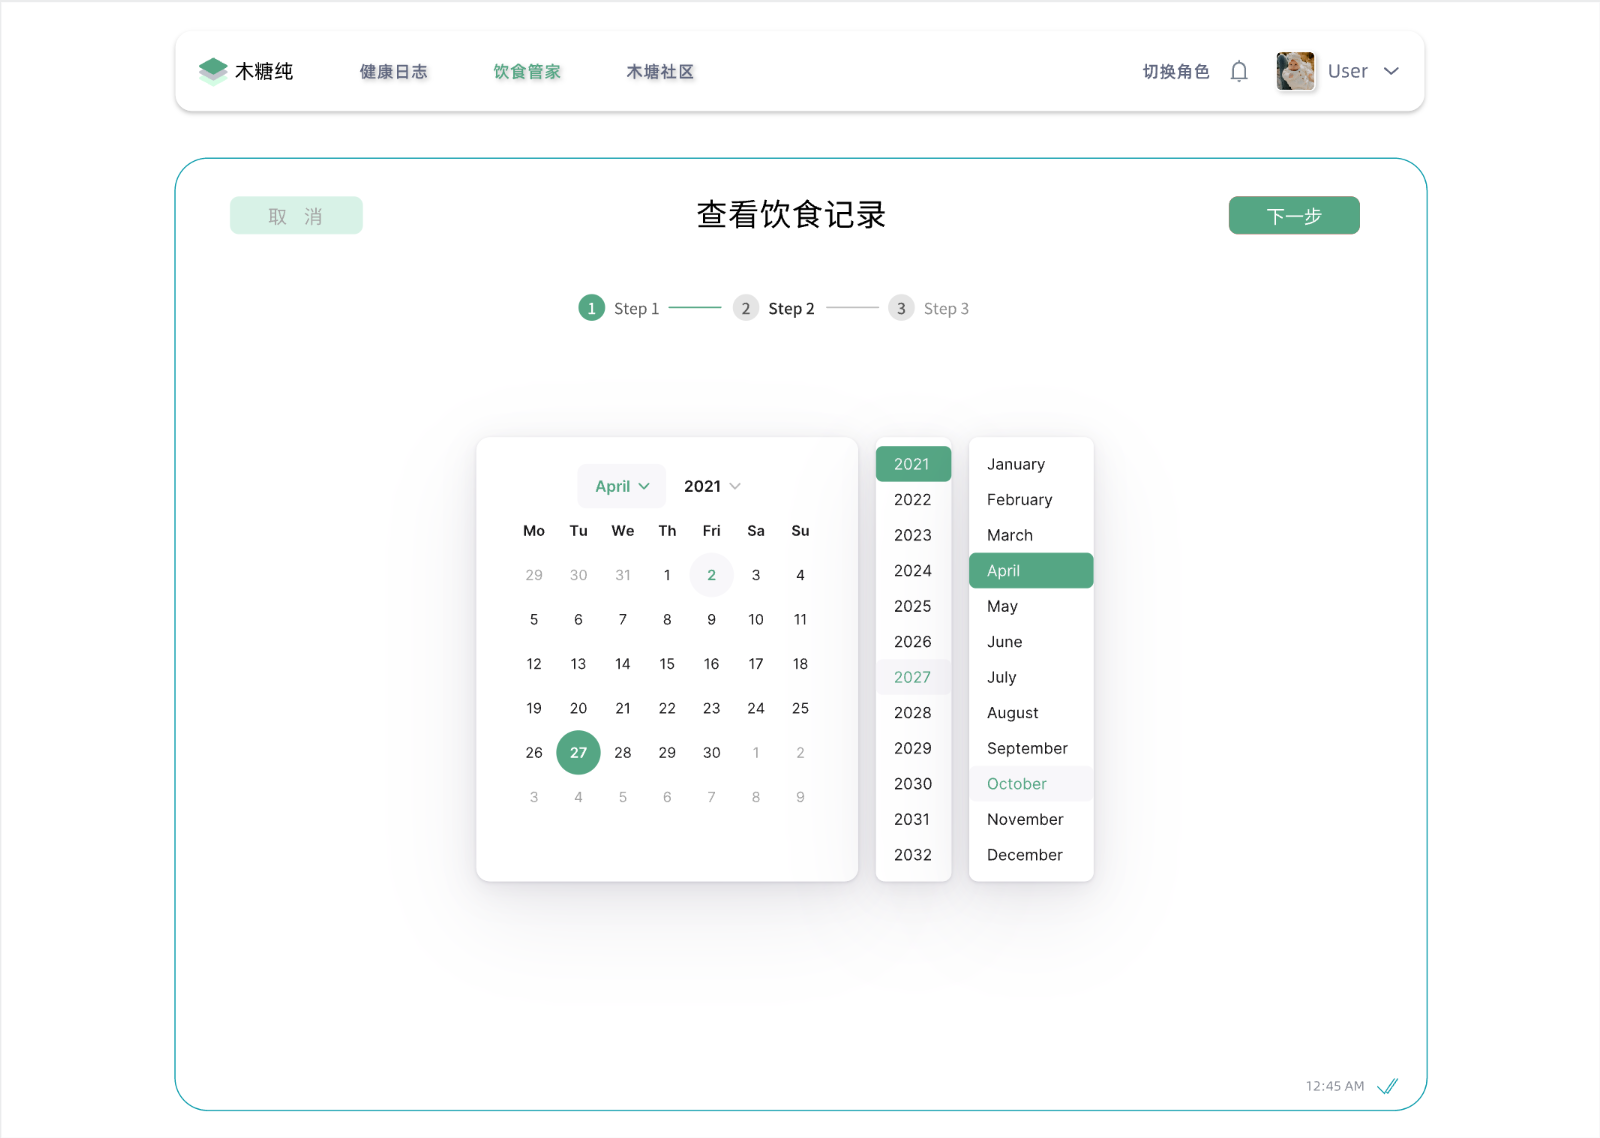 木糖纯 健康日志 饮食管家 木塘社区 切换角色 User
取 消 查看饮食记录 下一步
1 Step 1 2 Step 2 3 Step 3
April 2021
Mo Tu We Th Fri Sa Su
29 30 31 1 2 3 4
5 6 7 8 9 10 11
12 13 14 15 16 17 18
19 20 21 22 23 24 25
26 27 28 29 30 1 2
3 4 5 6 7 8 9
2021
2022
2023
2024
2025
2026
2027
2028
2029
2030
2031
2032
January
February
March
April
May
June
July
August
September
October
November
December
12:45 AM